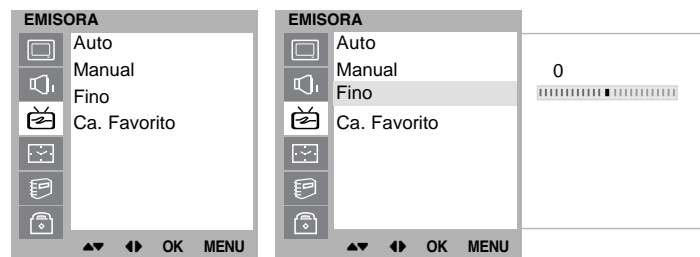 EMISORA
Auto
Manual
Fino
Ca. Favorito
OK MENU
EMISORA
Auto
Manual
Fino
Ca. Favorito
OK MENU
0